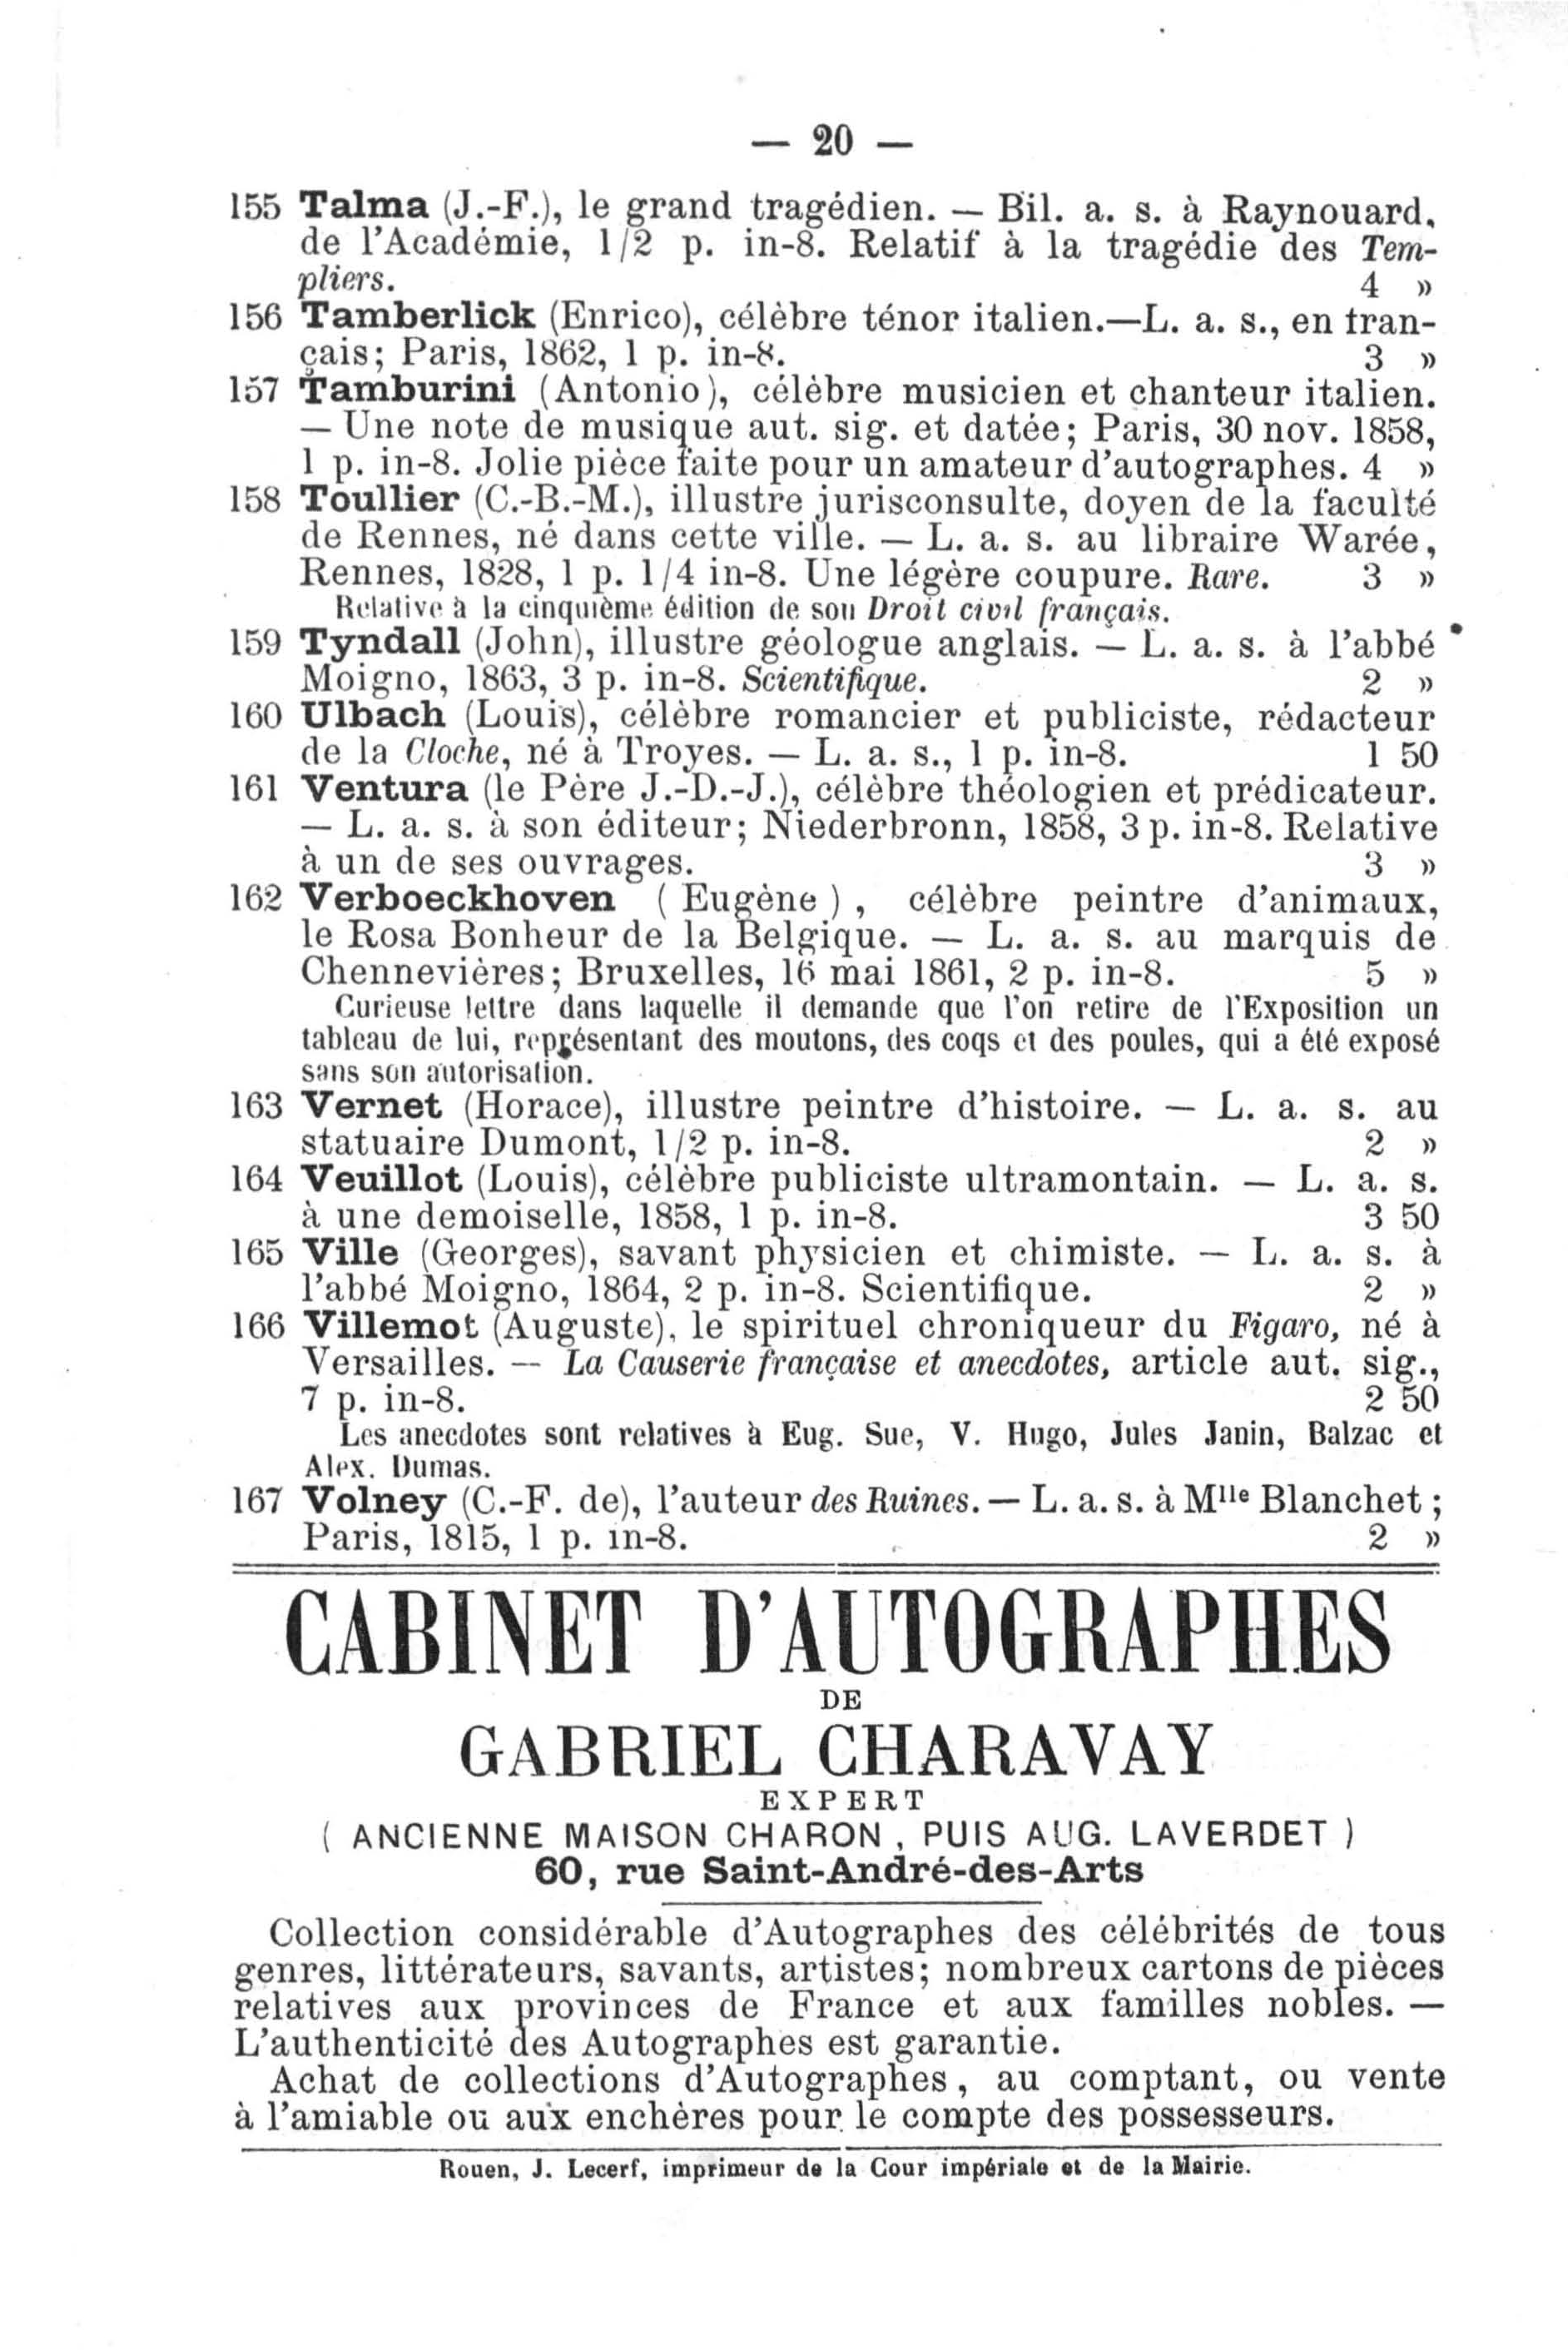 — 20 —
155 Talma (J.-F.), le grand tragédien. — Bil. a. s. à Raynouard,
de l'Académie, 1/2 p. in-8. Relatif à la tragédie des Tem-
pliers. 4 »
156 Tamberlick (Enrico), célèbre ténor italien.—L. a. s., en fran-
çais; Paris, 1862, 1 p. in-8. 3 »
157 Tamburini (Antonio), célèbre musicien et chanteur italien.
— Une note de musique aut. sig. et datée; Paris, 30 nov. 1858,
1 p. in-8. Jolie pièce faite pour un amateur d'autographes. 4 »
158 Toullier (C.-B.-M.), illustre jurisconsulte, doyen de la faculté
de Rennes, né dans cette ville. — L. a. s. au libraire Warée,
Rennes, 1828, 1 p. 1/4 in-8. Une légère coupure. Rare. 3 »
Relative à la cinquième édition de son Droit civil français.
159 Tyndall (John), illustre géologue anglais. — L. a. s. à l'abbé
Moigno, 1863, 3 p. in-8. Scientifique. 2 »
160 Ulbach (Louis), célèbre romancier et publiciste, rédacteur
de la Cloche, né à Troyes. — L. a. s., 1 p. in-8. 1 50
161 Ventura (le Père J.-D.-J.), célèbre théologien et prédicateur.
— L. a. s. à son éditeur; Niederbronn, 1858, 3 p. in-8. Relative
à un de ses ouvrages. 3 »
162 Verboeckhoven (Eugène), célèbre peintre d'animaux,
le Rosa Bonheur de la Belgique. — L. a. s. au marquis de
Chennevières; Bruxelles, 16 mai 1861, 2 p. in-8. 5 »
Curieuse lettre dans laquelle il demande que l'on retire de l'Exposition un
tableau de lui, représentant des moutons, des coqs et des poules, qui a été exposé
sans son autorisation.
163 Vernet (Horace), illustre peintre d'histoire. — L. a. s. au
statuaire Dumont, 1/2 p. in-8. 2 »
164 Veuillot (Louis), célèbre publiciste ultramontain. — L. a. s.
à une demoiselle, 1858, 1 p. in-8. 3 50
165 Ville (Georges), savant physicien et chimiste. — L. a. s. à
l'abbé Moigno, 1864, 2 p. in-8. Scientifique. 2 »
166 Villemot (Auguste), le spirituel chroniqueur du Figaro, né à
Versailles. — La Causerie française et anecdotes, article aut. sig.,
7 p. in-8. 2 50
Les anecdotes sont relatives à Eug. Sue, V. Hugo, Jules Janin, Balzac et
Alex. Dumas.
167 Volney (C.-F. de), l'auteur des Ruines. — L. a. s. à Mlle Blanchet;
Paris, 1815, 1 p. in-8. 2 »
CABINET D'AUTOGRAPHES
DE
GABRIEL CHARAVAY
EXPERT
(ANCIENNE MAISON CHARON, PUIS AUG. LAVERDET)
60, rue Saint-André-des-Arts
Collection considérable d'Autographes des célébrités de tous
genres, littérateurs, savants, artistes; nombreux cartons de pièces
relatives aux provinces de France et aux familles nobles. —
L'authenticité des Autographes est garantie.
Achat de collections d'Autographes, au comptant, ou vente
à l'amiable ou aux enchères pour le compte des possesseurs.
Rouen, J. Lecerf, imprimeur de la Cour impériale et de la Mairie.